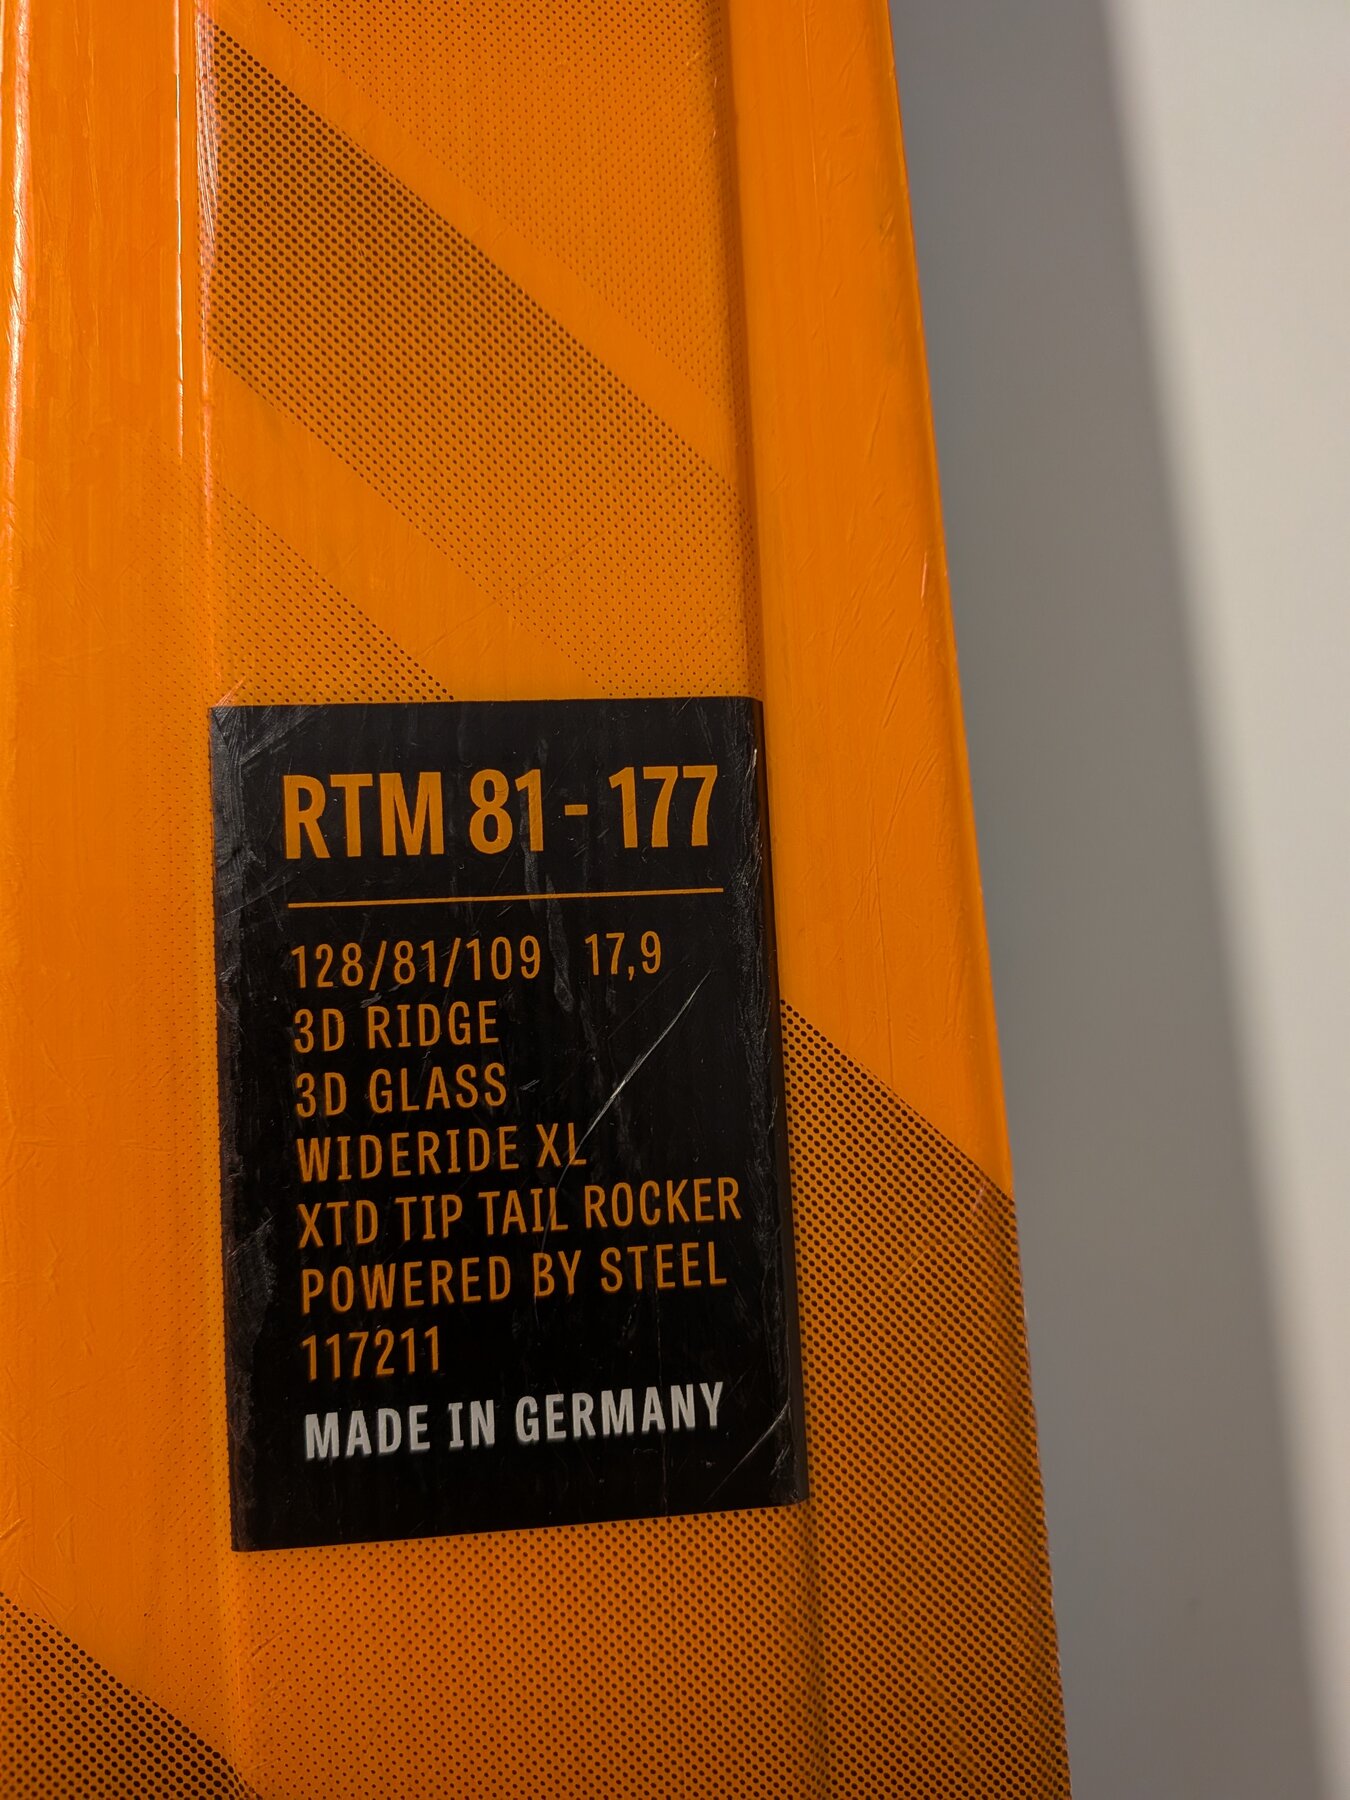 RTM 81 - 177
128/81/109 17,9
3D RIDGE
3D GLASS
WIDERIDE XL
XTD TIP TAIL ROCKER
POWERED BY STEEL
117211
MADE IN GERMANY